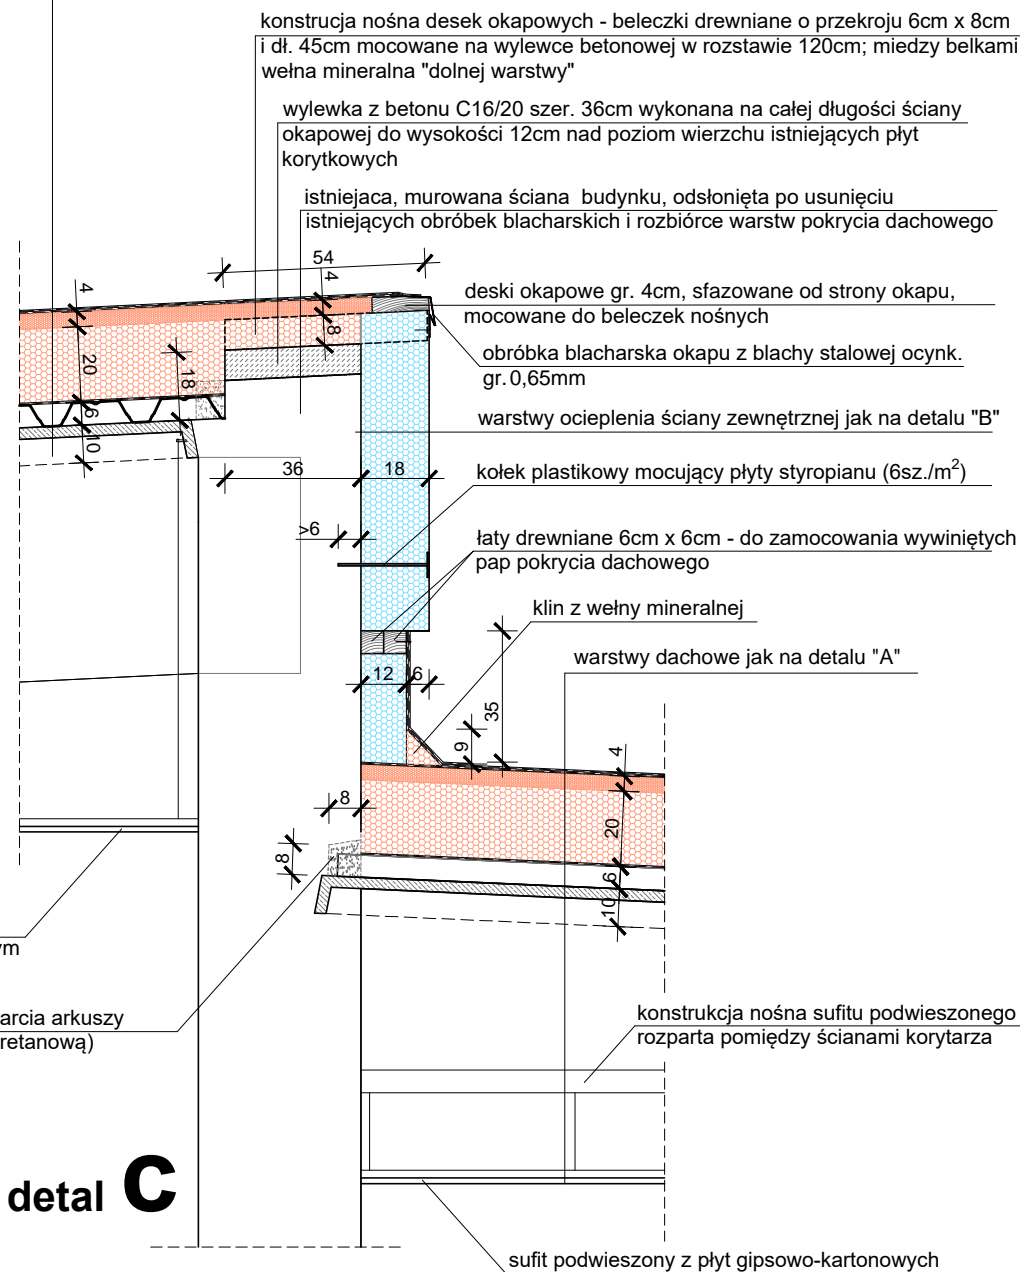 konstrucja nośna desek okapowych - beleczki drewniane o przekroju 6cm x 8cm
i dł. 45cm mocowane na wylewce betonowej w rozstawie 120cm; miedzy belkami
wełna mineralna "dolnej warstwy"
wylewka z betonu C16/20 szer. 36cm wykonana na całej długości ściany
okapowej do wysokości 12cm nad poziom wierzchu istniejących płyt
korytkowych
istniejaca, murowana ściana budynku, odsłonięta po usunięciu
istniejących obróbek blacharskich i rozbiórce warstw pokrycia dachowego
54
4
4
8
20
18
6
10
deski okapowe gr. 4cm, sfazowane od strony okapu,
mocowane do beleczek nośnych
obróbka blacharska okapu z blachy stalowej ocynk.
gr.0,65mm
warstwy ocieplenia ściany zewnętrznej jak na detalu "B"
36
18
kołek plastikowy mocujący płyty styropianu (6sz./m²)
>6
łaty drewniane 6cm x 6cm - do zamocowania wywiniętych
pap pokrycia dachowego
klin z wełny mineralnej
warstwy dachowe jak na detalu "A"
12
6
35
9
4
8
20
8
6
10
ym
arcia arkuszy
retanową)
konstrukcja nośna sufitu podwieszonego
rozparta pomiędzy ścianami korytarza
detal C
sufit podwieszony z płyt gipsowo-kartonowych